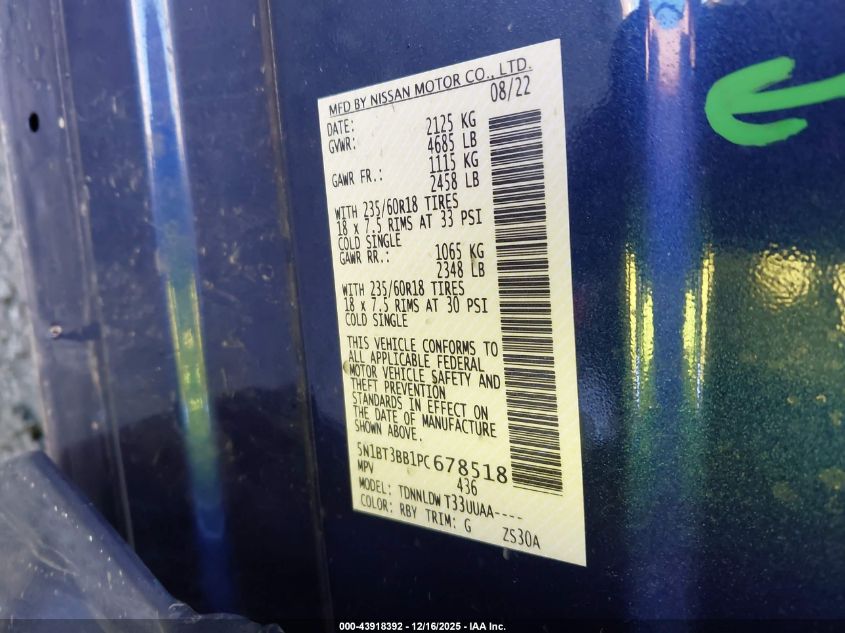 MFD BY NISSAN MOTOR CO., LTD.
DATE: 08/22
GVWR: 2125 KG
4685 LB
GAWR FR.: 1115 KG
2458 LB
WITH 235/60R18 TIRES
18 x 7.5 RIMS AT 33 PSI
COLD SINGLE
GAWR RR.: 1065 KG
2348 LB
WITH 235/60R18 TIRES
18 x 7.5 RIMS AT 30 PSI
COLD SINGLE
THIS VEHICLE CONFORMS TO
ALL APPLICABLE FEDERAL
MOTOR VEHICLE SAFETY AND
THEFT PREVENTION
STANDARDS IN EFFECT ON
THE DATE OF MANUFACTURE
SHOWN ABOVE.
5N1BT3BB1PC678518
MPV 436
MODEL: TDNNLDW T33UUAA----
COLOR: RBY TRIM: G ZS30A
000-43918392 - 12/16/2025 - IAA Inc.